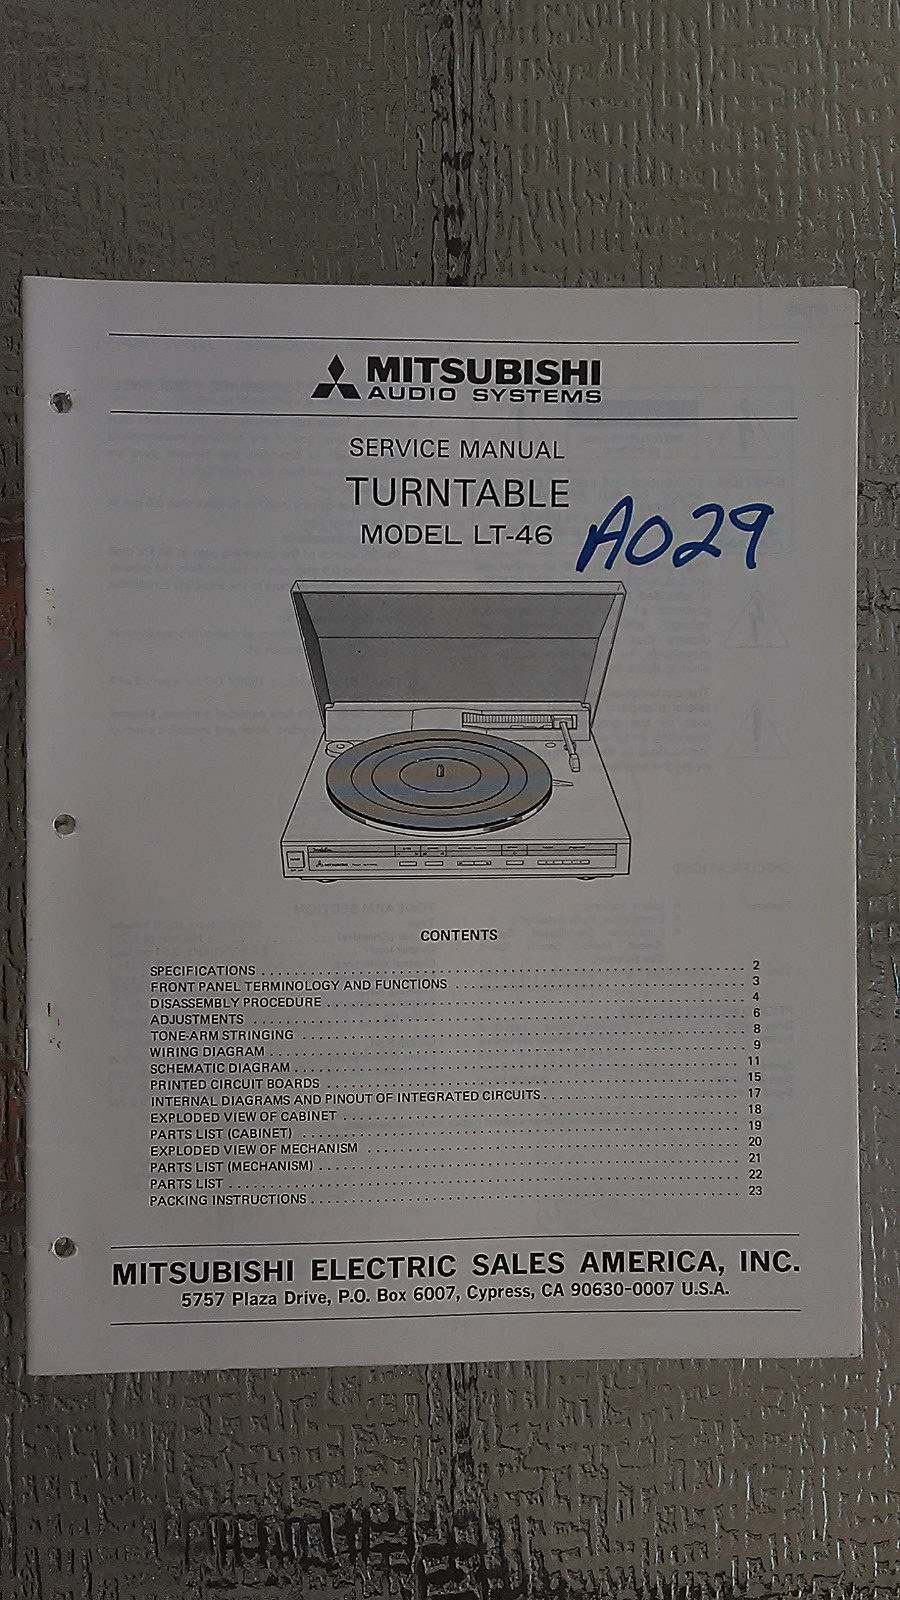 MITSUBISHI
AUDIO SYSTEMS
SERVICE MANUAL
TURNTABLE
MODEL LT-46
A029
CONTENTS
SPECIFICATIONS . . . . . . . . . . 2
FRONT PANEL TERMINOLOGY AND FUNCTIONS . . . . . . . . . . 3
DISASSEMBLY PROCEDURE . . . . . . . . . . 4
ADJUSTMENTS . . . . . . . . . . 6
TONE-ARM STRINGING . . . . . . . . . . 8
WIRING DIAGRAM . . . . . . . . . . 9
SCHEMATIC DIAGRAM . . . . . . . . . . 11
PRINTED CIRCUIT BOARDS . . . . . . . . . . 15
INTERNAL DIAGRAMS AND PINOUT OF INTEGRATED CIRCUITS . . . . . . . . . . 17
EXPLODED VIEW OF CABINET . . . . . . . . . . 18
PARTS LIST (CABINET) . . . . . . . . . . 19
EXPLODED VIEW OF MECHANISM . . . . . . . . . . 20
PARTS LIST (MECHANISM) . . . . . . . . . . 21
PARTS LIST . . . . . . . . . . 22
PACKING INSTRUCTIONS . . . . . . . . . . 23
MITSUBISHI ELECTRIC SALES AMERICA, INC.
5757 Plaza Drive, P.O. Box 6007, Cypress, CA 90630-0007 U.S.A.